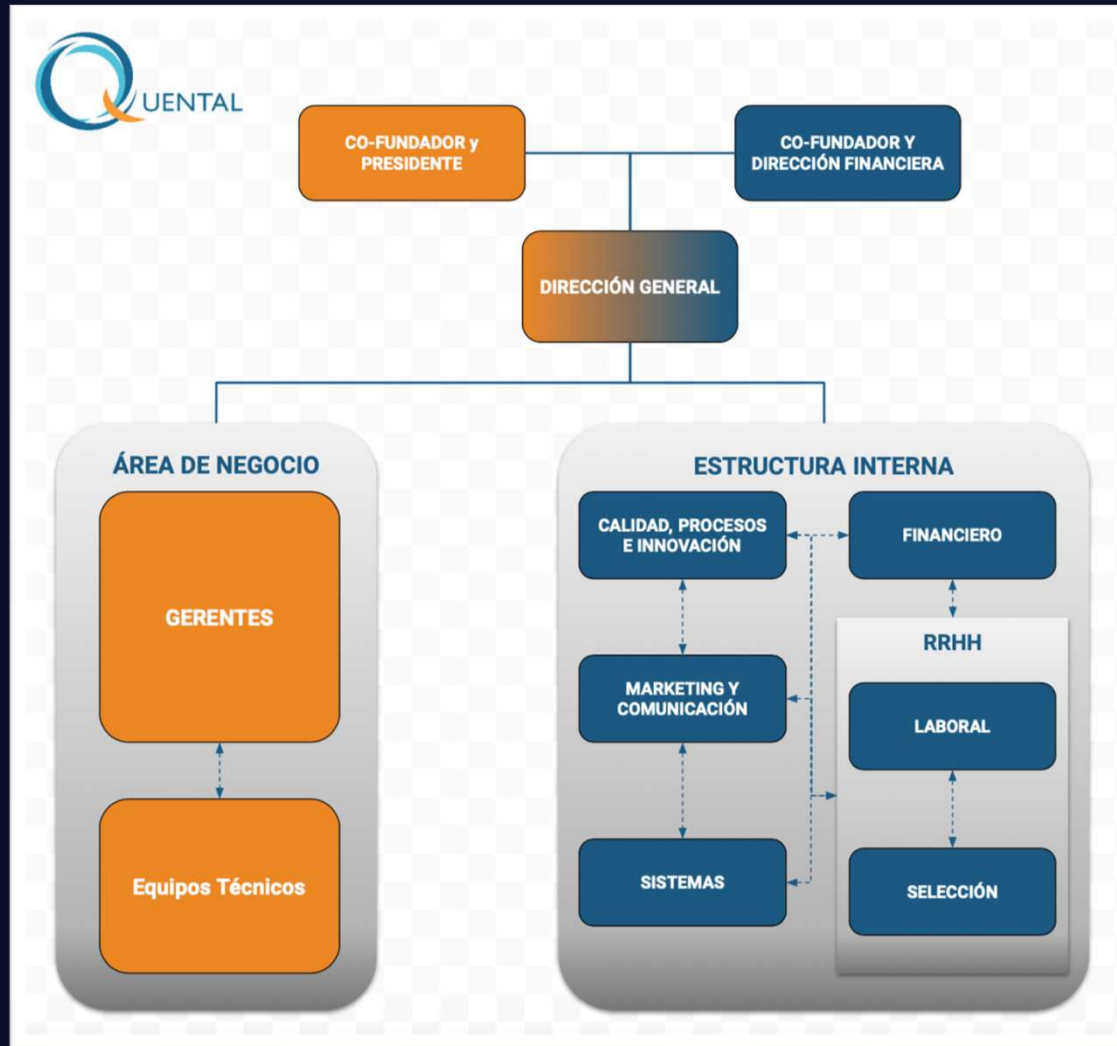 QUENTAL
CO-FUNDADOR y
PRESIDENTE
CO-FUNDADOR Y
DIRECCIÓN FINANCIERA
DIRECCIÓN GENERAL
ÁREA DE NEGOCIO
GERENTES
Equipos Técnicos
ESTRUCTURA INTERNA
CALIDAD, PROCESOS
E INNOVACIÓN
FINANCIERO
RRHH
MARKETING Y
COMUNICACIÓN
LABORAL
SISTEMAS
SELECCIÓN